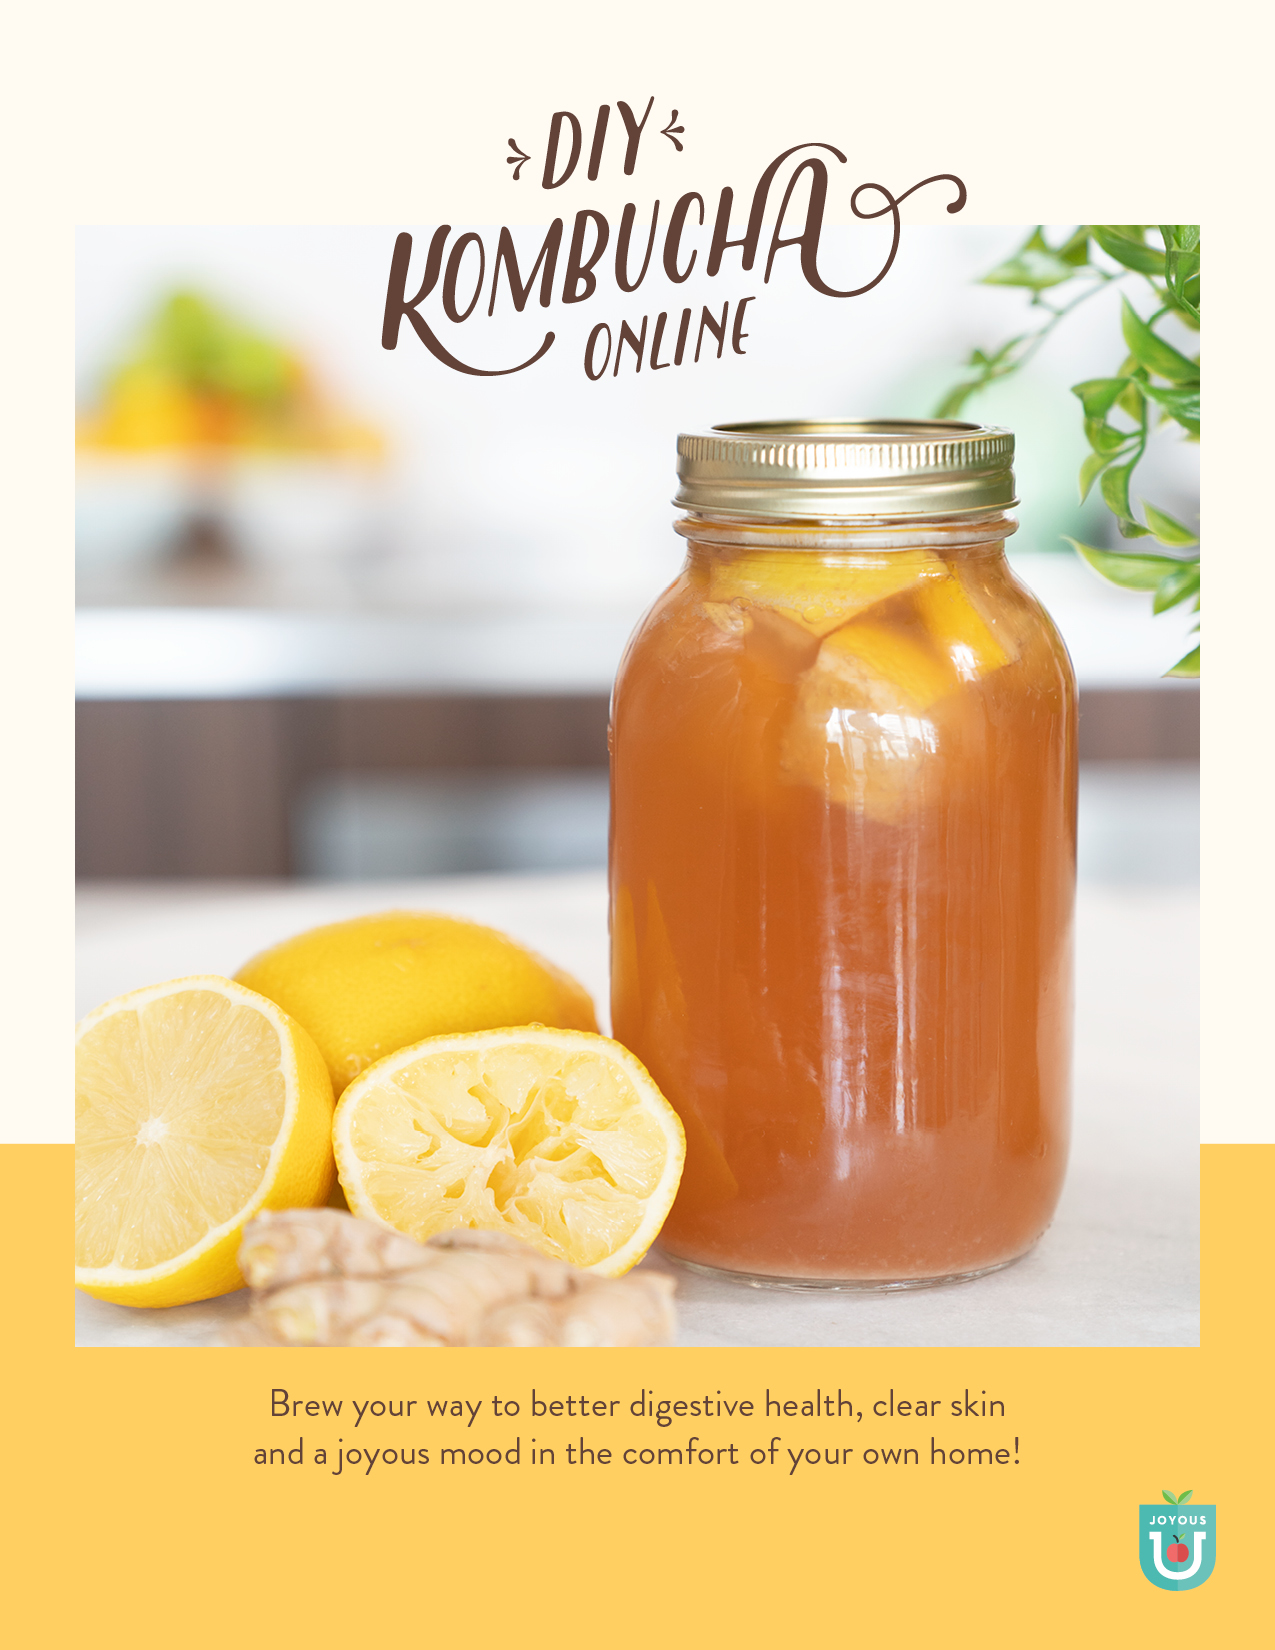 DIY
KOMBUCHA
ONLINE
Brew your way to better digestive health, clear skin
and a joyous mood in the comfort of your own home!
JOYOUS
U